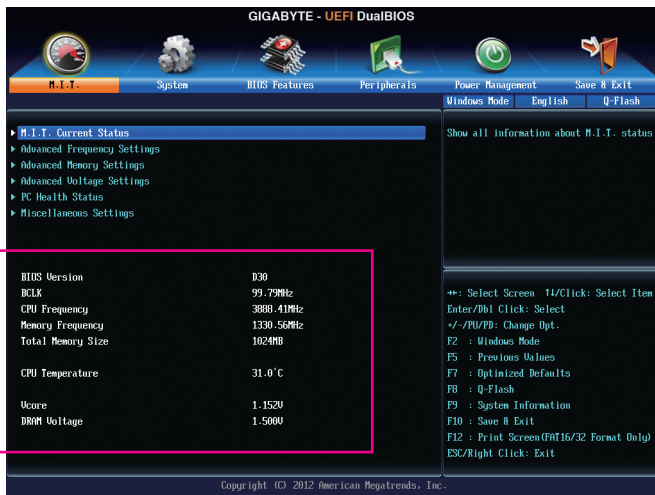 GIGABYTE - UEFI DualBIOS
M.I.T.
System
BIOS Features
Peripherals
Power Management
Save & Exit
Windows Mode
English
Q-Flash
M.I.T. Current Status
Advanced Frequency Settings
Advanced Memory Settings
Advanced Voltage Settings
PC Health Status
Miscellaneous Settings
BIOS Version D30
BCLK 99.79MHz
CPU Frequency 3888.41MHz
Memory Frequency 1330.56MHz
Total Memory Size 1024MB
CPU Temperature 31.0°C
Vcore 1.152V
DRAM Voltage 1.500V
Show all information about M.I.T. status
→←: Select Screen ↑↓/Click: Select Item
Enter/Dbl Click: Select
+/-/PU/PD: Change Opt.
F2 : Windows Mode
F5 : Previous Values
F7 : Optimized Defaults
F8 : Q-Flash
F9 : System Information
F10 : Save & Exit
F12 : Print Screen(FAT16/32 Format Only)
ESC/Right Click: Exit
Copyright (C) 2012 American Megatrends, Inc.